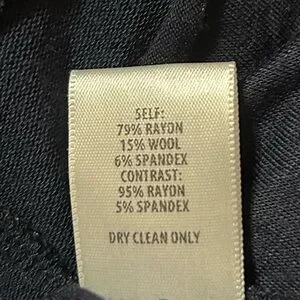 SELF:
79% RAYON
15% WOOL
6% SPANDEX
CONTRAST:
95% RAYON
5% SPANDEX
DRY CLEAN ONLY